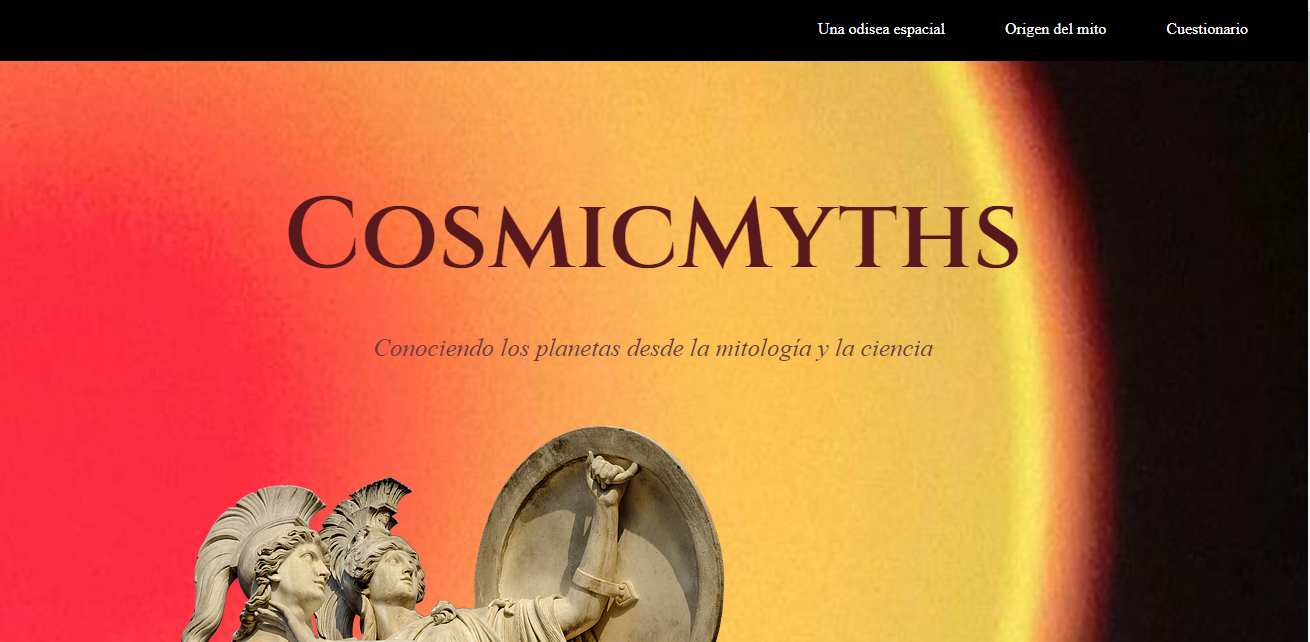 Una odisea espacial Origen del mito Cuestionario
CosmicMyths
Conociendo los planetas desde la mitología y la ciencia